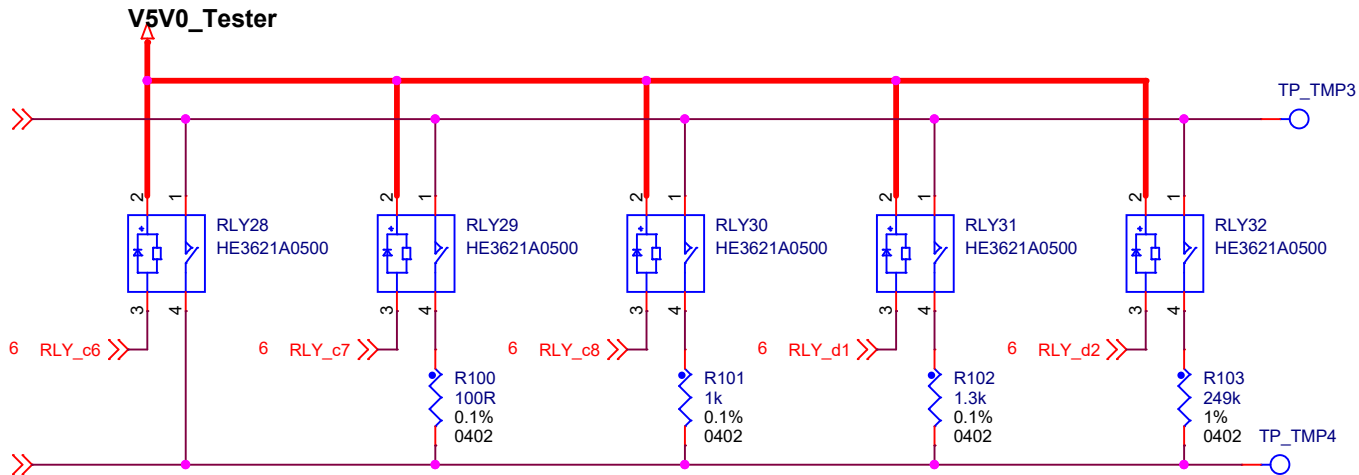 V5V0_Tester
TP_TMP3
2 1
RLY28
HE3621A0500
3 4
6 RLY_c6
2 1
RLY29
HE3621A0500
3 4
6 RLY_c7
R100
100R
0.1%
0402
2 1
RLY30
HE3621A0500
3 4
6 RLY_c8
R101
1k
0.1%
0402
2 1
RLY31
HE3621A0500
3 4
6 RLY_d1
R102
1.3k
0.1%
0402
2 1
RLY32
HE3621A0500
3 4
6 RLY_d2
R103
249k
1%
0402
TP_TMP4